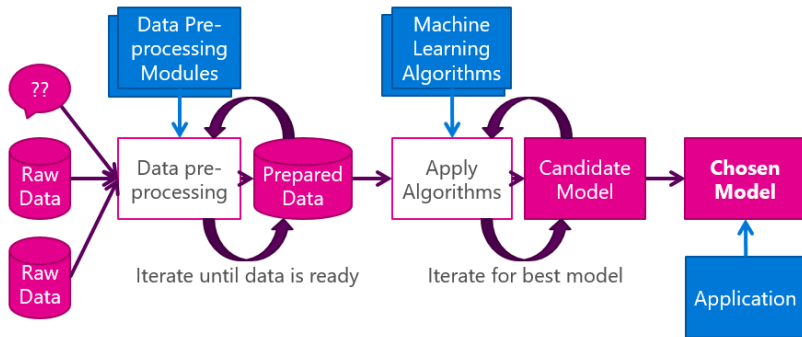 Data Pre-
processing
Modules
Machine
Learning
Algorithms
??
Raw
Data
Raw
Data
Data pre-
processing
Prepared
Data
Apply
Algorithms
Candidate
Model
Chosen
Model
Iterate until data is ready
Iterate for best model
Application